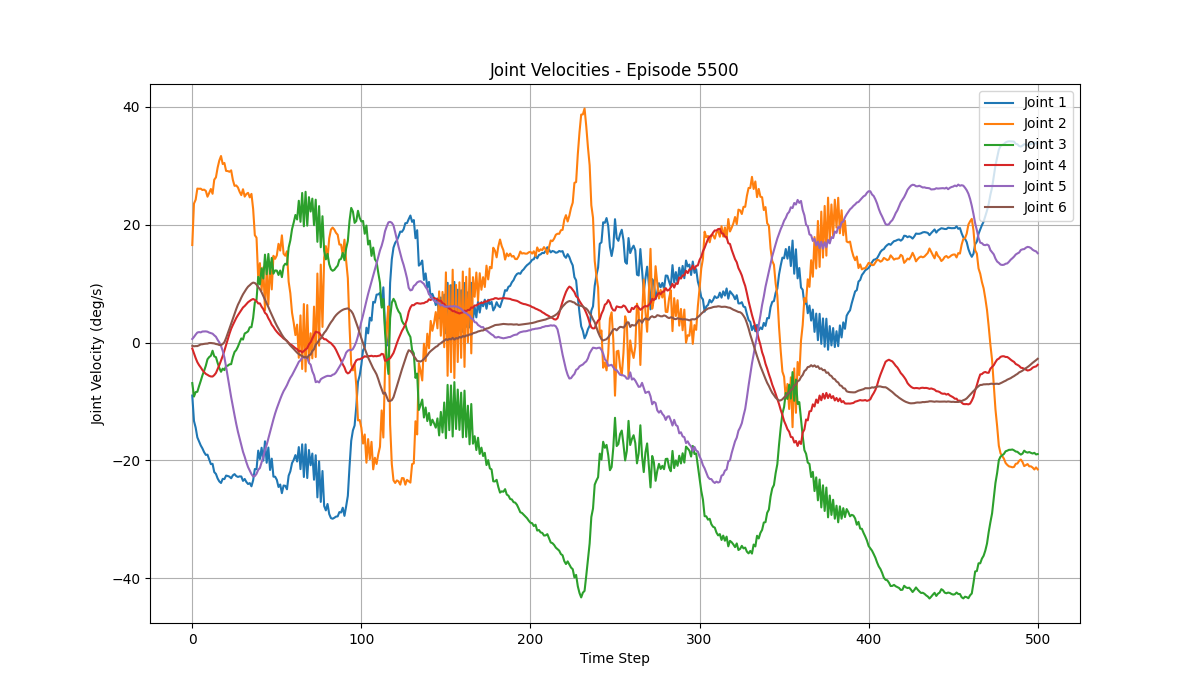 Joint Velocities - Episode 5500
Joint Velocity (deg/s)
40
20
0
−20
−40
Joint 1
Joint 2
Joint 3
Joint 4
Joint 5
Joint 6
0 100 200 300 400 500
Time Step